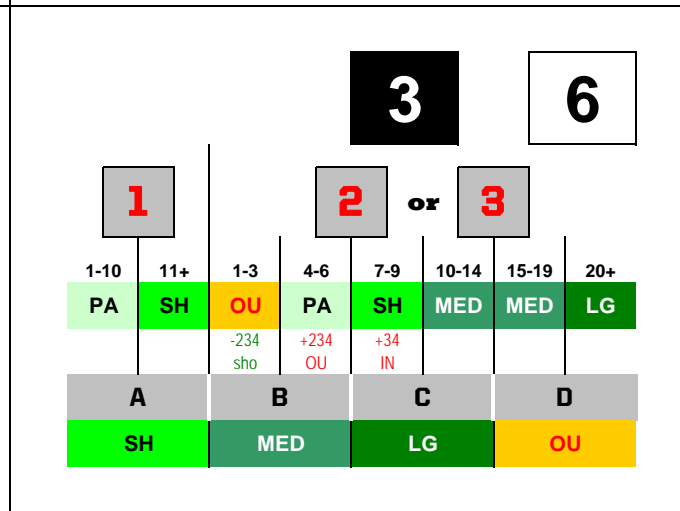 3 6
1 2 or 3
1-10 11+ 1-3 4-6 7-9 10-14 15-19 20+
PA SH OU PA SH MED MED LG
-234 +234 +34
sho OU IN
A B C D
SH MED LG OU